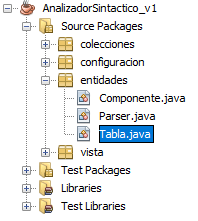 AnalizadorSintactico_v1
Source Packages
colecciones
configuracion
entidades
Componente.java
Parser.java
Tabla.java
vista
Test Packages
Libraries
Test Libraries